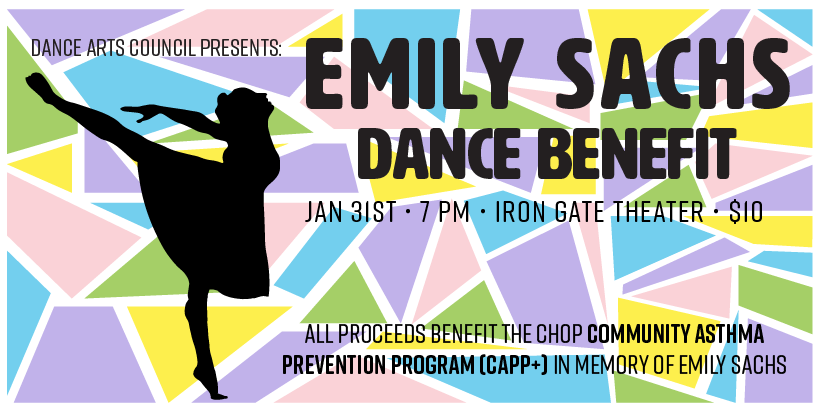 DANCE ARTS COUNCIL PRESENTS:
EMILY SACHS
DANCE BENEFIT
JAN 31ST • 7 PM • IRON GATE THEATER • $10
ALL PROCEEDS BENEFIT THE CHOP COMMUNITY ASTHMA
PREVENTION PROGRAM (CAPP+) IN MEMORY OF EMILY SACHS